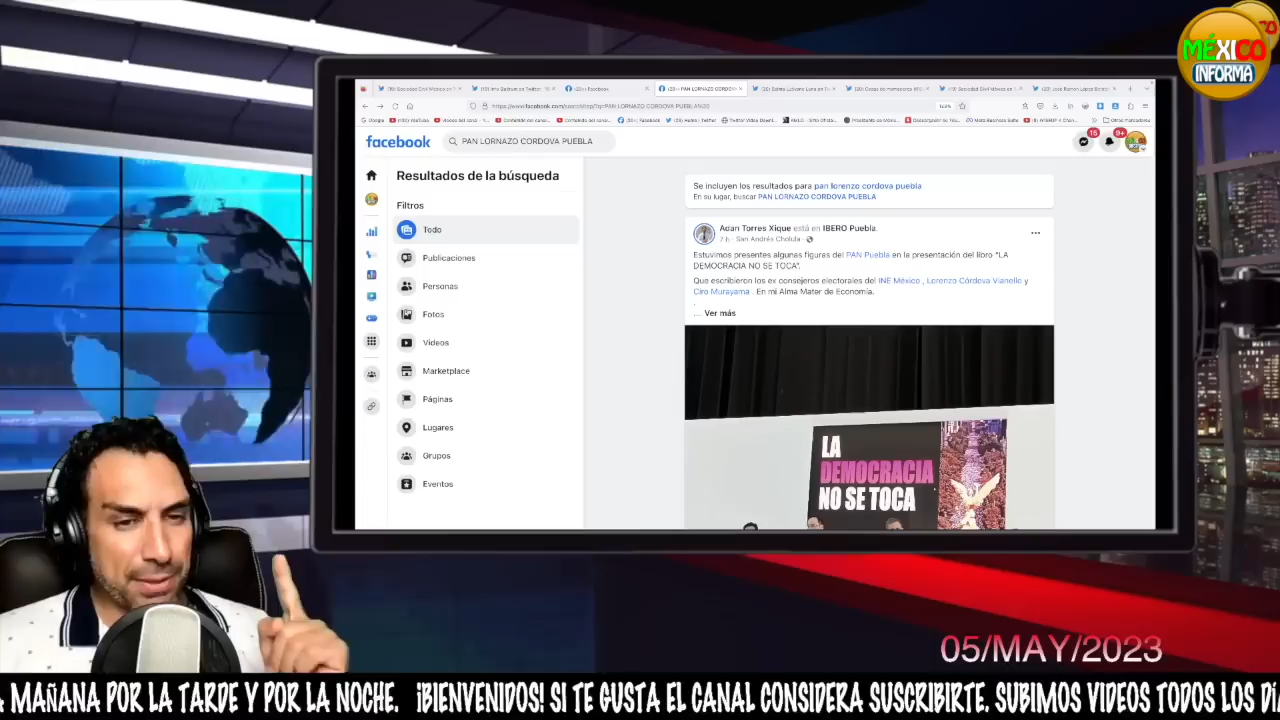 MÉXICO
INFORMA
facebook
PAN LORNAZO CORDOVA PUEBLA
15
9+
Resultados de la búsqueda
Filtros
Todo
Publicaciones
Personas
Fotos
Videos
Marketplace
Páginas
Lugares
Grupos
Eventos
Se incluyen los resultados para pan lorenzo cordova puebla
En su lugar, buscar PAN LORNAZO CORDOVA PUEBLA
Adan Torres Xique está en IBERO Puebla.
7 h · San Andrés Cholula ·
Estuvimos presentes algunas figuras del PAN Puebla en la presentación del libro "LA
DEMOCRACIA NO SE TOCA".
Que escribieron los ex consejeros electorales del INE México , Lorenzo Córdova Vianello y
Ciro Murayama . En mi Alma Mater de Economía.
.
.... Ver más
LA
DEMOCRACIA
NO SE TOCA
05/MAY/2023
A MAÑANA POR LA TARDE Y POR LA NOCHE. ¡BIENVENIDOS! SI TE GUSTA EL CANAL CONSIDERA SUSCRIBIRTE. SUBIMOS VIDEOS TODOS LOS DÍ